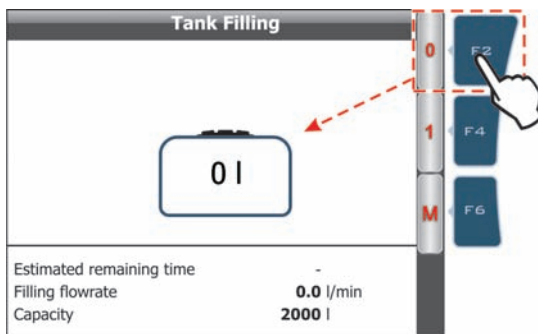 Tank Filling
0 F2
0 l
1 F4
M F6
Estimated remaining time -
Filling flowrate 0.0 l/min
Capacity 2000 l